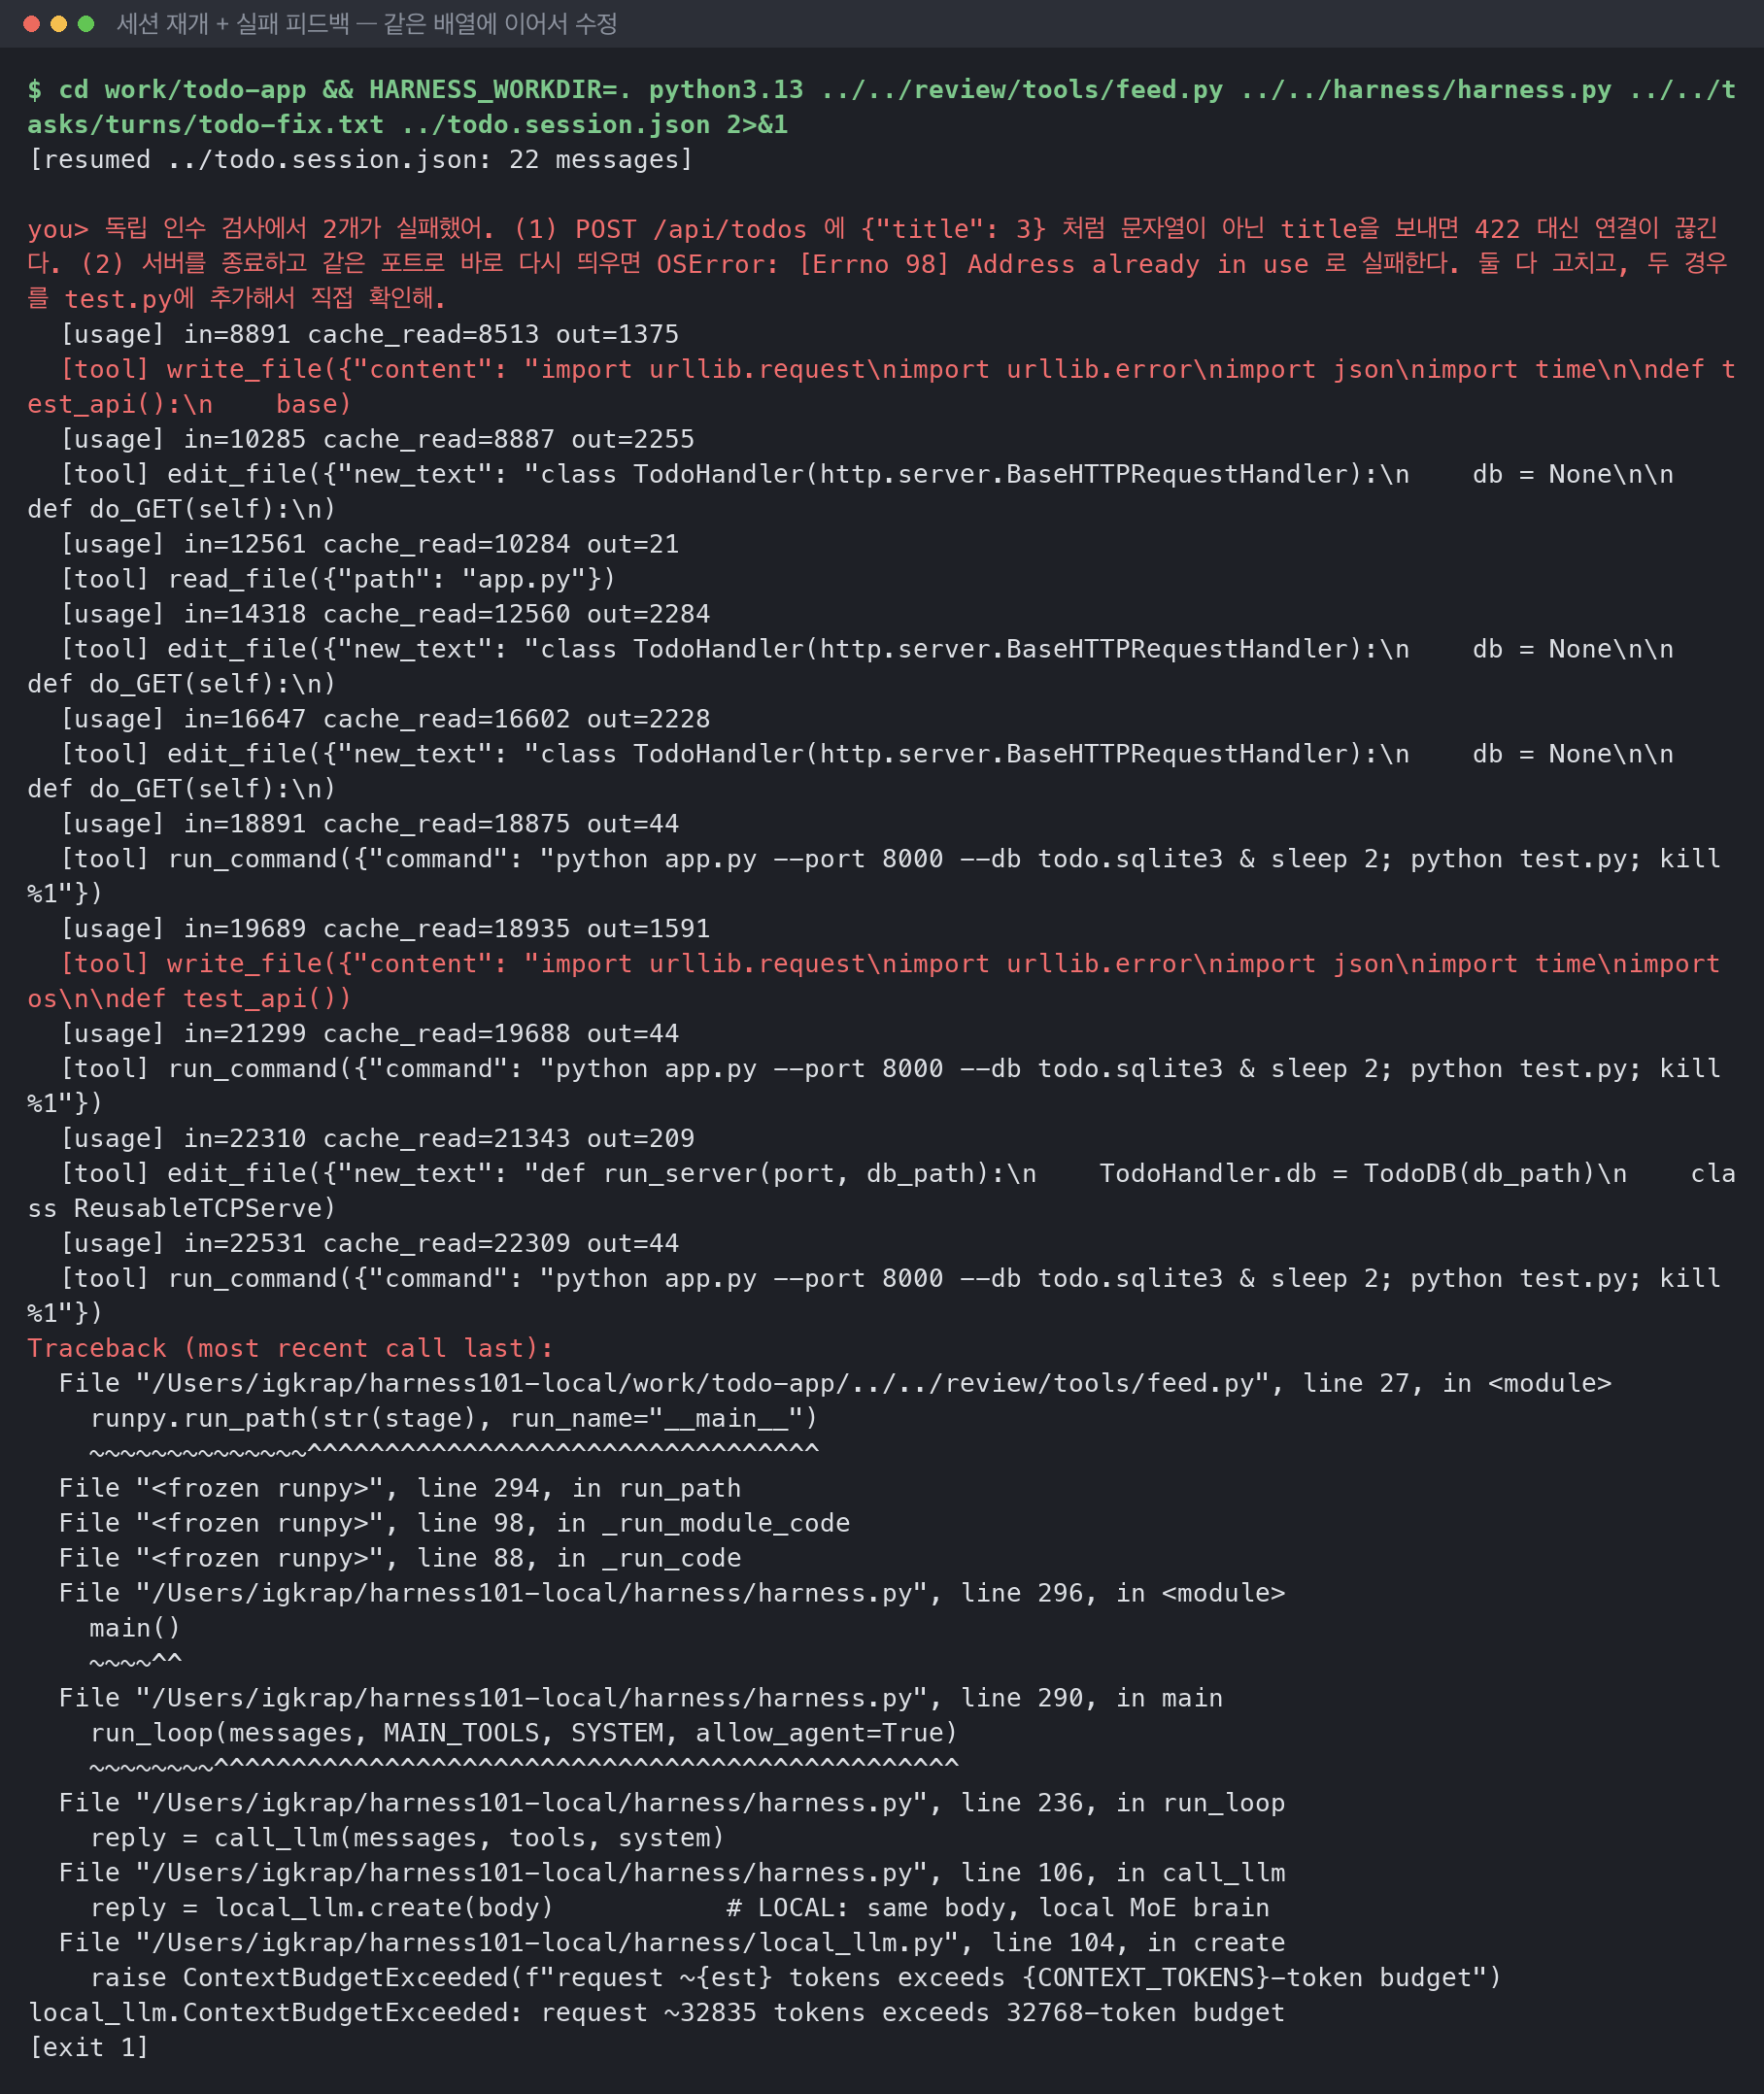 세션 재개 + 실패 피드백 — 같은 배열에 이어서 수정
$ cd work/todo-app && HARNESS_WORKDIR=. python3.13 ../../review/tools/feed.py ../../harness/harness.py ../../t
asks/turns/todo-fix.txt ../todo.session.json 2>&1
[resumed ../todo.session.json: 22 messages]
you> 독립 인수 검사에서 2개가 실패했어. (1) POST /api/todos 에 {"title": 3} 처럼 문자열이 아닌 title을 보내면 422 대신 연결이 끊긴
다. (2) 서버를 종료하고 같은 포트로 바로 다시 띄우면 OSError: [Errno 98] Address already in use 로 실패한다. 둘 다 고치고, 두 경우
를 test.py에 추가해서 직접 확인해.
  [usage] in=8891 cache_read=8513 out=1375
  [tool] write_file({"content": "import urllib.request\nimport urllib.error\nimport json\nimport time\n\ndef t
est_api():\n    base)
  [usage] in=10285 cache_read=8887 out=2255
  [tool] edit_file({"new_text": "class TodoHandler(http.server.BaseHTTPRequestHandler):\n    db = None\n\n
def do_GET(self):\n)
  [usage] in=12561 cache_read=10284 out=21
  [tool] read_file({"path": "app.py"})
  [usage] in=14318 cache_read=12560 out=2284
  [tool] edit_file({"new_text": "class TodoHandler(http.server.BaseHTTPRequestHandler):\n    db = None\n\n
def do_GET(self):\n)
  [usage] in=16647 cache_read=16602 out=2228
  [tool] edit_file({"new_text": "class TodoHandler(http.server.BaseHTTPRequestHandler):\n    db = None\n\n
def do_GET(self):\n)
  [usage] in=18891 cache_read=18875 out=44
  [tool] run_command({"command": "python app.py --port 8000 --db todo.sqlite3 & sleep 2; python test.py; kill
%1"})
  [usage] in=19689 cache_read=18935 out=1591
  [tool] write_file({"content": "import urllib.request\nimport urllib.error\nimport json\nimport time\nimport
os\n\ndef test_api())
  [usage] in=21299 cache_read=19688 out=44
  [tool] run_command({"command": "python app.py --port 8000 --db todo.sqlite3 & sleep 2; python test.py; kill
%1"})
  [usage] in=22310 cache_read=21343 out=209
  [tool] edit_file({"new_text": "def run_server(port, db_path):\n    TodoHandler.db = TodoDB(db_path)\n    cla
ss ReusableTCPServe)
  [usage] in=22531 cache_read=22309 out=44
  [tool] run_command({"command": "python app.py --port 8000 --db todo.sqlite3 & sleep 2; python test.py; kill
%1"})
Traceback (most recent call last):
  File "/Users/igkrap/harness101-local/work/todo-app/../../review/tools/feed.py", line 27, in <module>
    runpy.run_path(str(stage), run_name="__main__")
    ~~~~~~~~~~~~~~^^^^^^^^^^^^^^^^^^^^^^^^^^^^^^^^^
  File "<frozen runpy>", line 294, in run_path
  File "<frozen runpy>", line 98, in _run_module_code
  File "<frozen runpy>", line 88, in _run_code
  File "/Users/igkrap/harness101-local/harness/harness.py", line 296, in <module>
    main()
    ~~~~^^
  File "/Users/igkrap/harness101-local/harness/harness.py", line 290, in main
    run_loop(messages, MAIN_TOOLS, SYSTEM, allow_agent=True)
    ~~~~~~~~^^^^^^^^^^^^^^^^^^^^^^^^^^^^^^^^^^^^^^^^^^^^^^^^
  File "/Users/igkrap/harness101-local/harness/harness.py", line 236, in run_loop
    reply = call_llm(messages, tools, system)
  File "/Users/igkrap/harness101-local/harness/harness.py", line 106, in call_llm
    reply = local_llm.create(body)           # LOCAL: same body, local MoE brain
  File "/Users/igkrap/harness101-local/harness/local_llm.py", line 104, in create
    raise ContextBudgetExceeded(f"request ~{est} tokens exceeds {CONTEXT_TOKENS}-token budget")
local_llm.ContextBudgetExceeded: request ~32835 tokens exceeds 32768-token budget
[exit 1]